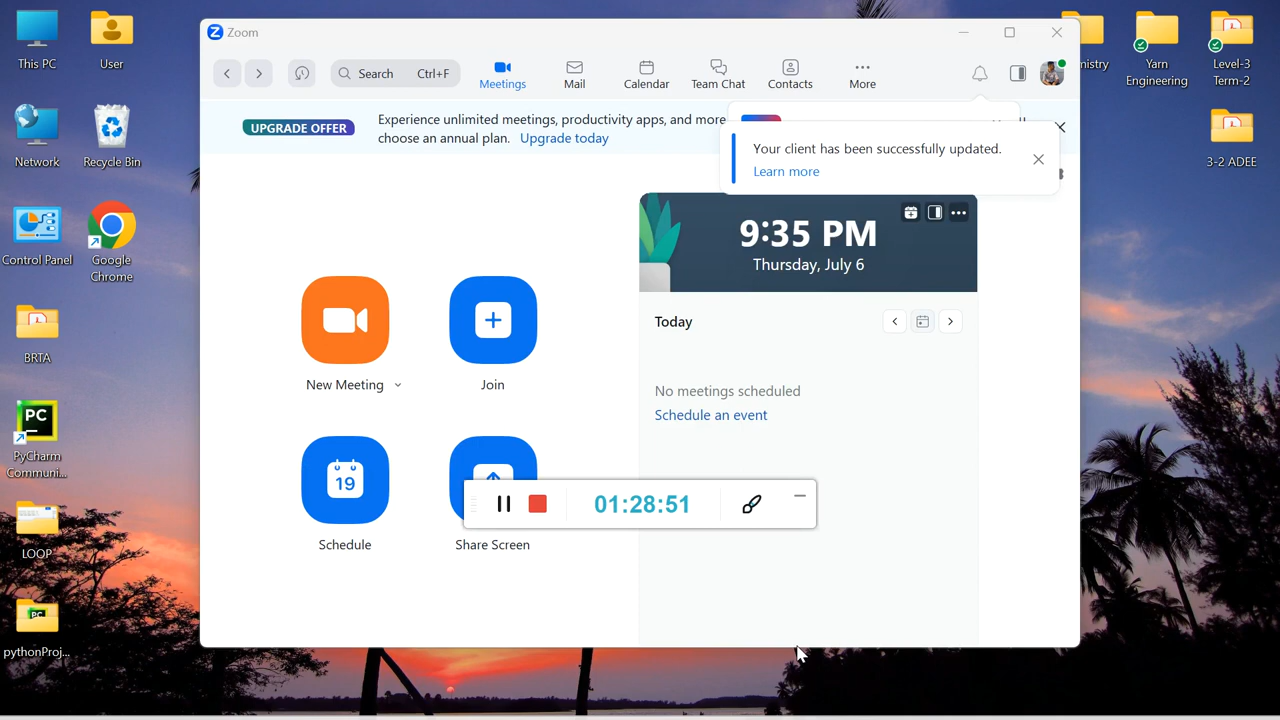 This PC
User
Network
Recycle Bin
Control Panel
Google
Chrome
BRTA
PyCharm
Communi...
LOOP
pythonProj...
Zoom
Search Ctrl+F
Meetings
Mail
Calendar
Team Chat
Contacts
More
UPGRADE OFFER
Experience unlimited meetings, productivity apps, and more
choose an annual plan. Upgrade today
Your client has been successfully updated.
Learn more
9:35 PM
Thursday, July 6
Today
No meetings scheduled
Schedule an event
New Meeting
Join
19
Schedule
Share Screen
01:28:51
Yarn
Engineering
Level-3
Term-2
3-2 ADEE